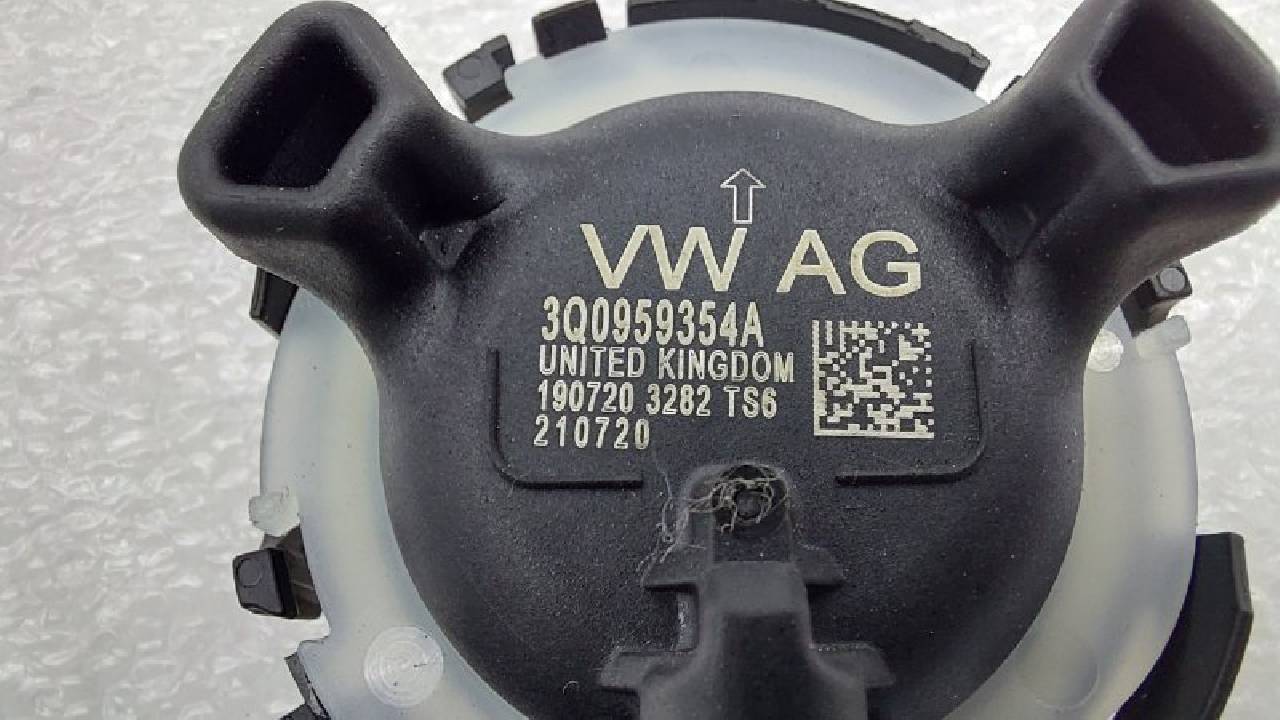 VW AG
3Q0959354A
UNITED KINGDOM
190720 3282 TS6
210720